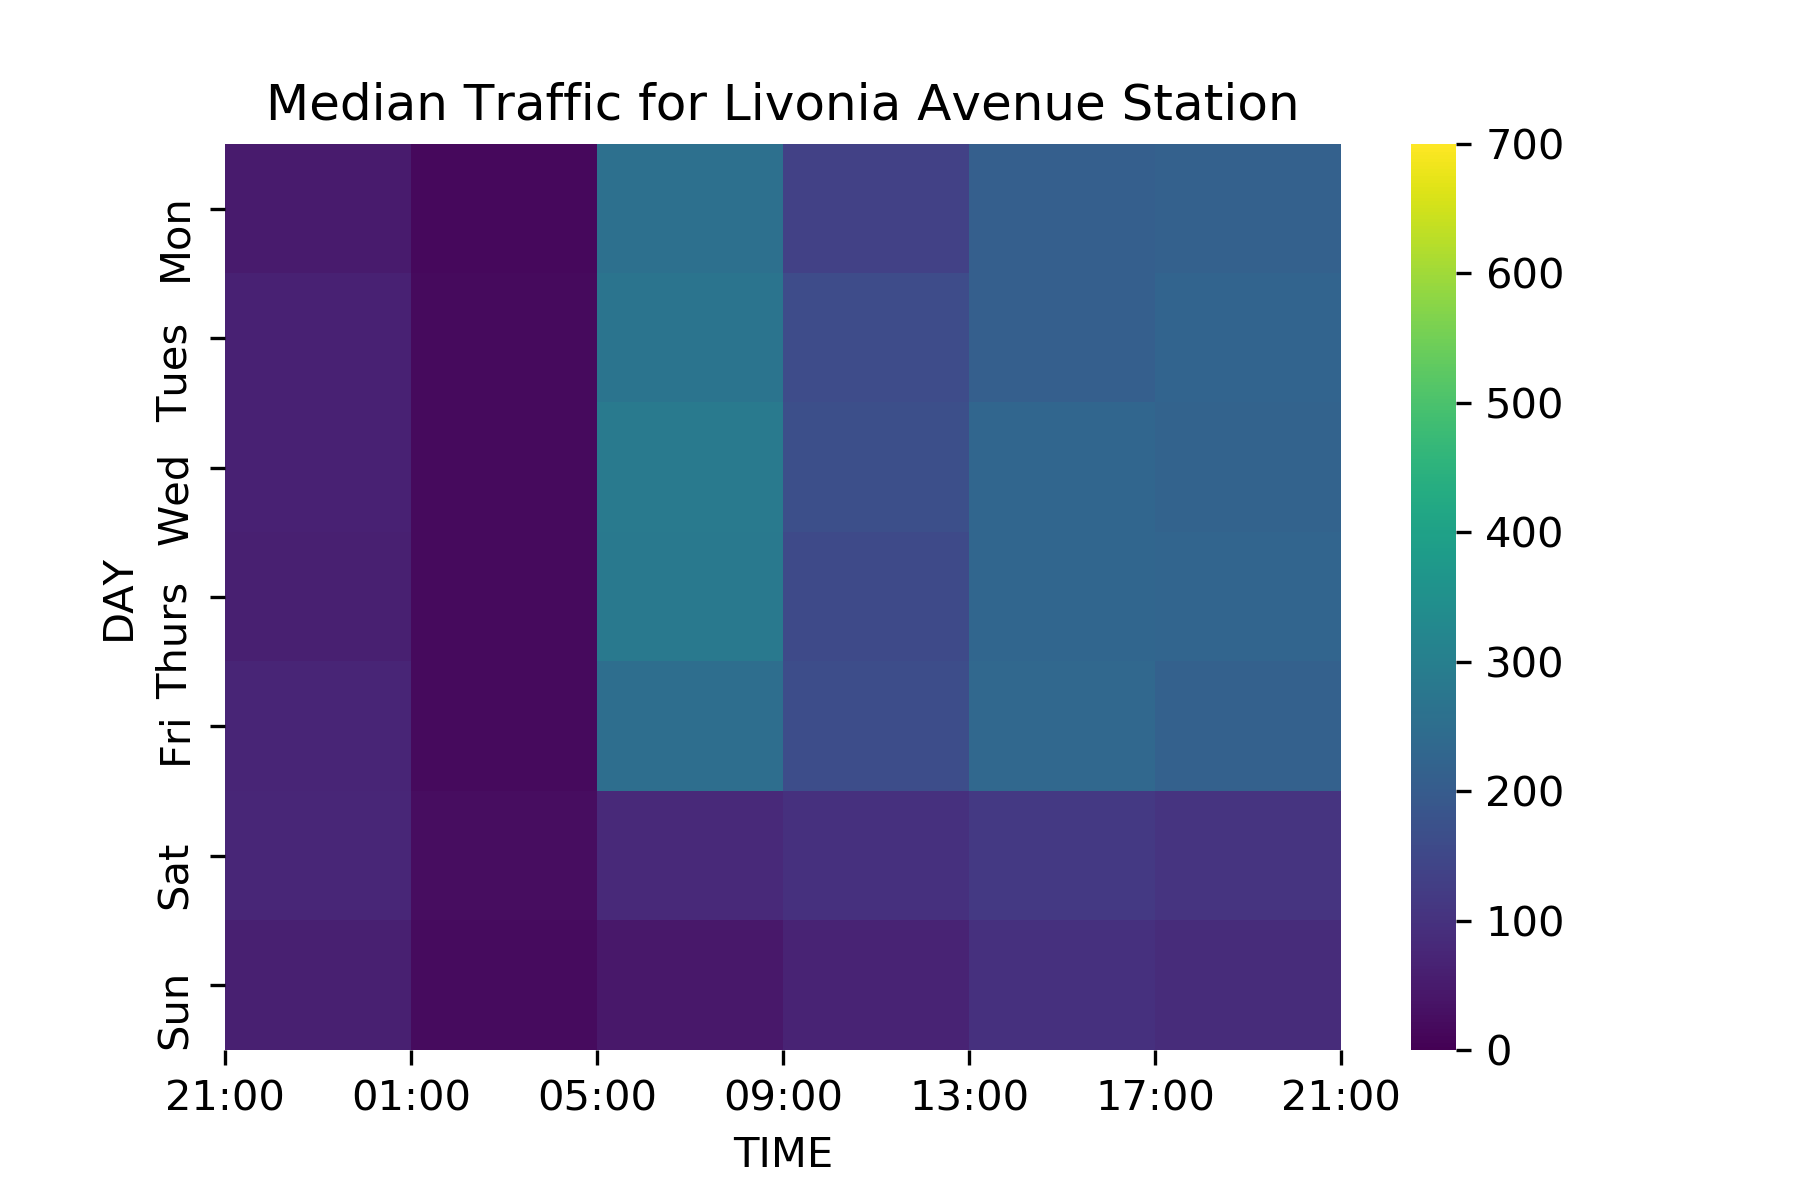 Median Traffic for Livonia Avenue Station
DAY
Mon
Tues
Wed
Thurs
Fri
Sat
Sun
21:00 01:00 05:00 09:00 13:00 17:00 21:00
TIME
700
600
500
400
300
200
100
0